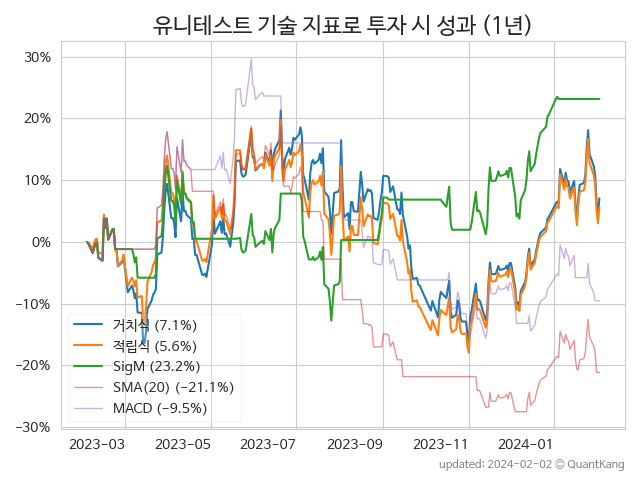 유니테스트 기술 지표로 투자 시 성과 (1년)
30%
20%
10%
0%
−10%
−20%
−30%
거치식 (7.1%)
적립식 (5.6%)
SigM (23.2%)
SMA(20) (−21.1%)
MACD (−9.5%)
2023-03
2023-05
2023-07
2023-09
2023-11
2024-01
updated: 2024-02-02 © QuantKang